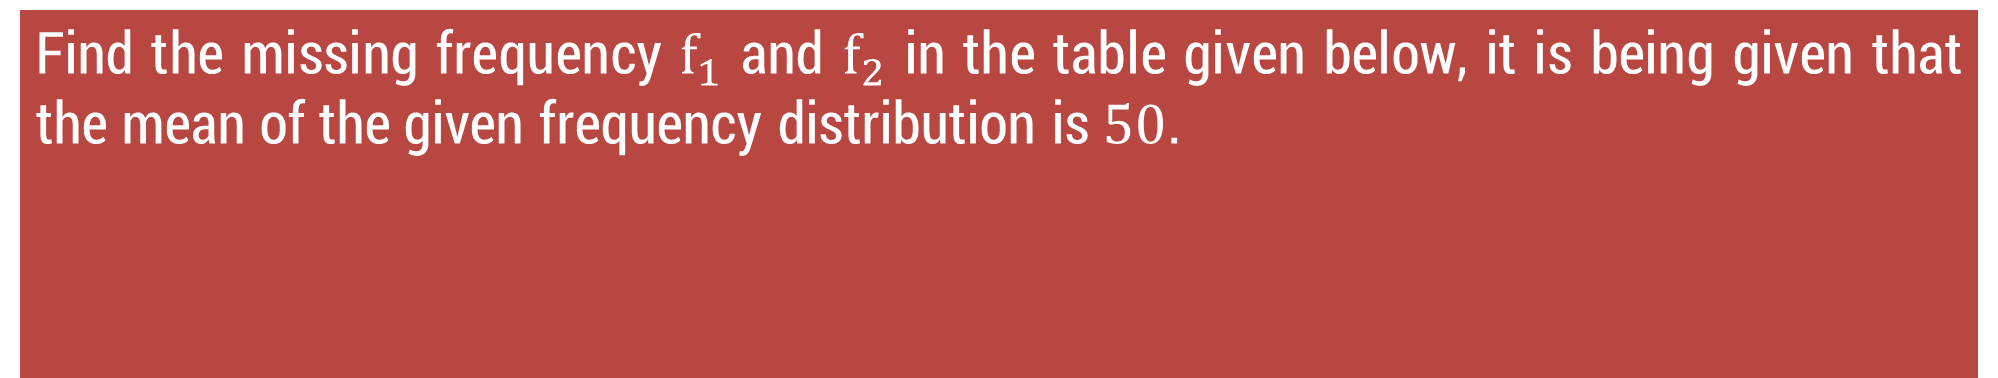 Find the missing frequency f₁ and f₂ in the table given below, it is being given that
the mean of the given frequency distribution is 50.